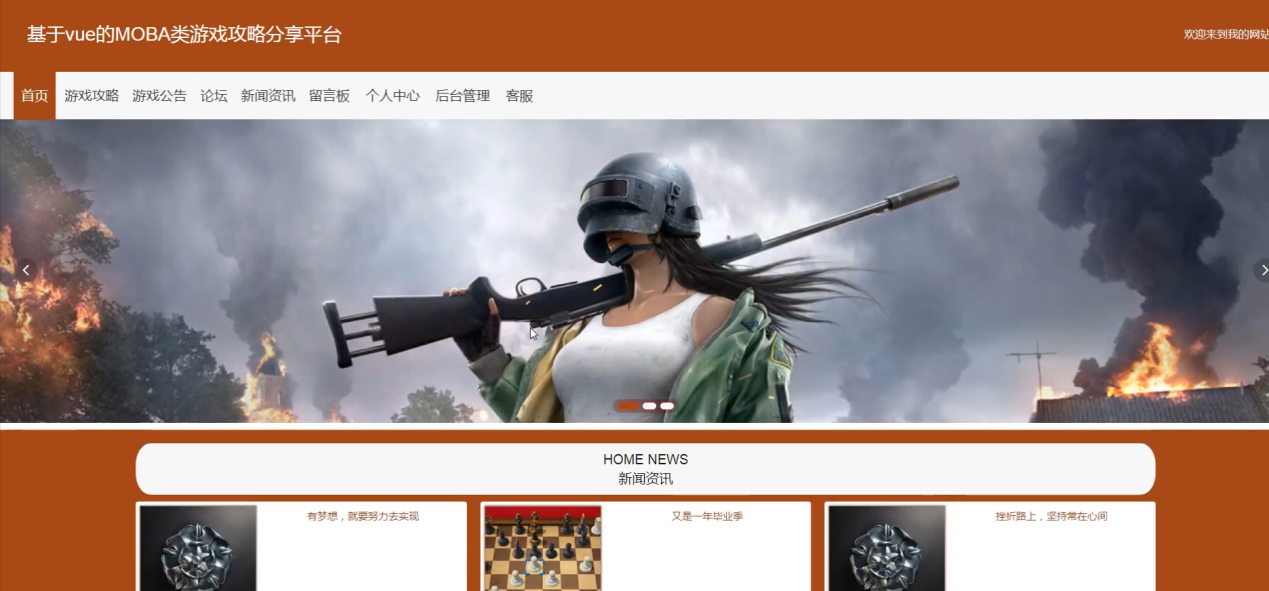 基于vue的MOBA类游戏攻略分享平台
欢迎来到我的网站
首页 游戏攻略 游戏公告 论坛 新闻资讯 留言板 个人中心 后台管理 客服
HOME NEWS
新闻资讯
有梦想，就要努力去实现 又是一年毕业季 挫折路上，坚持常在心间